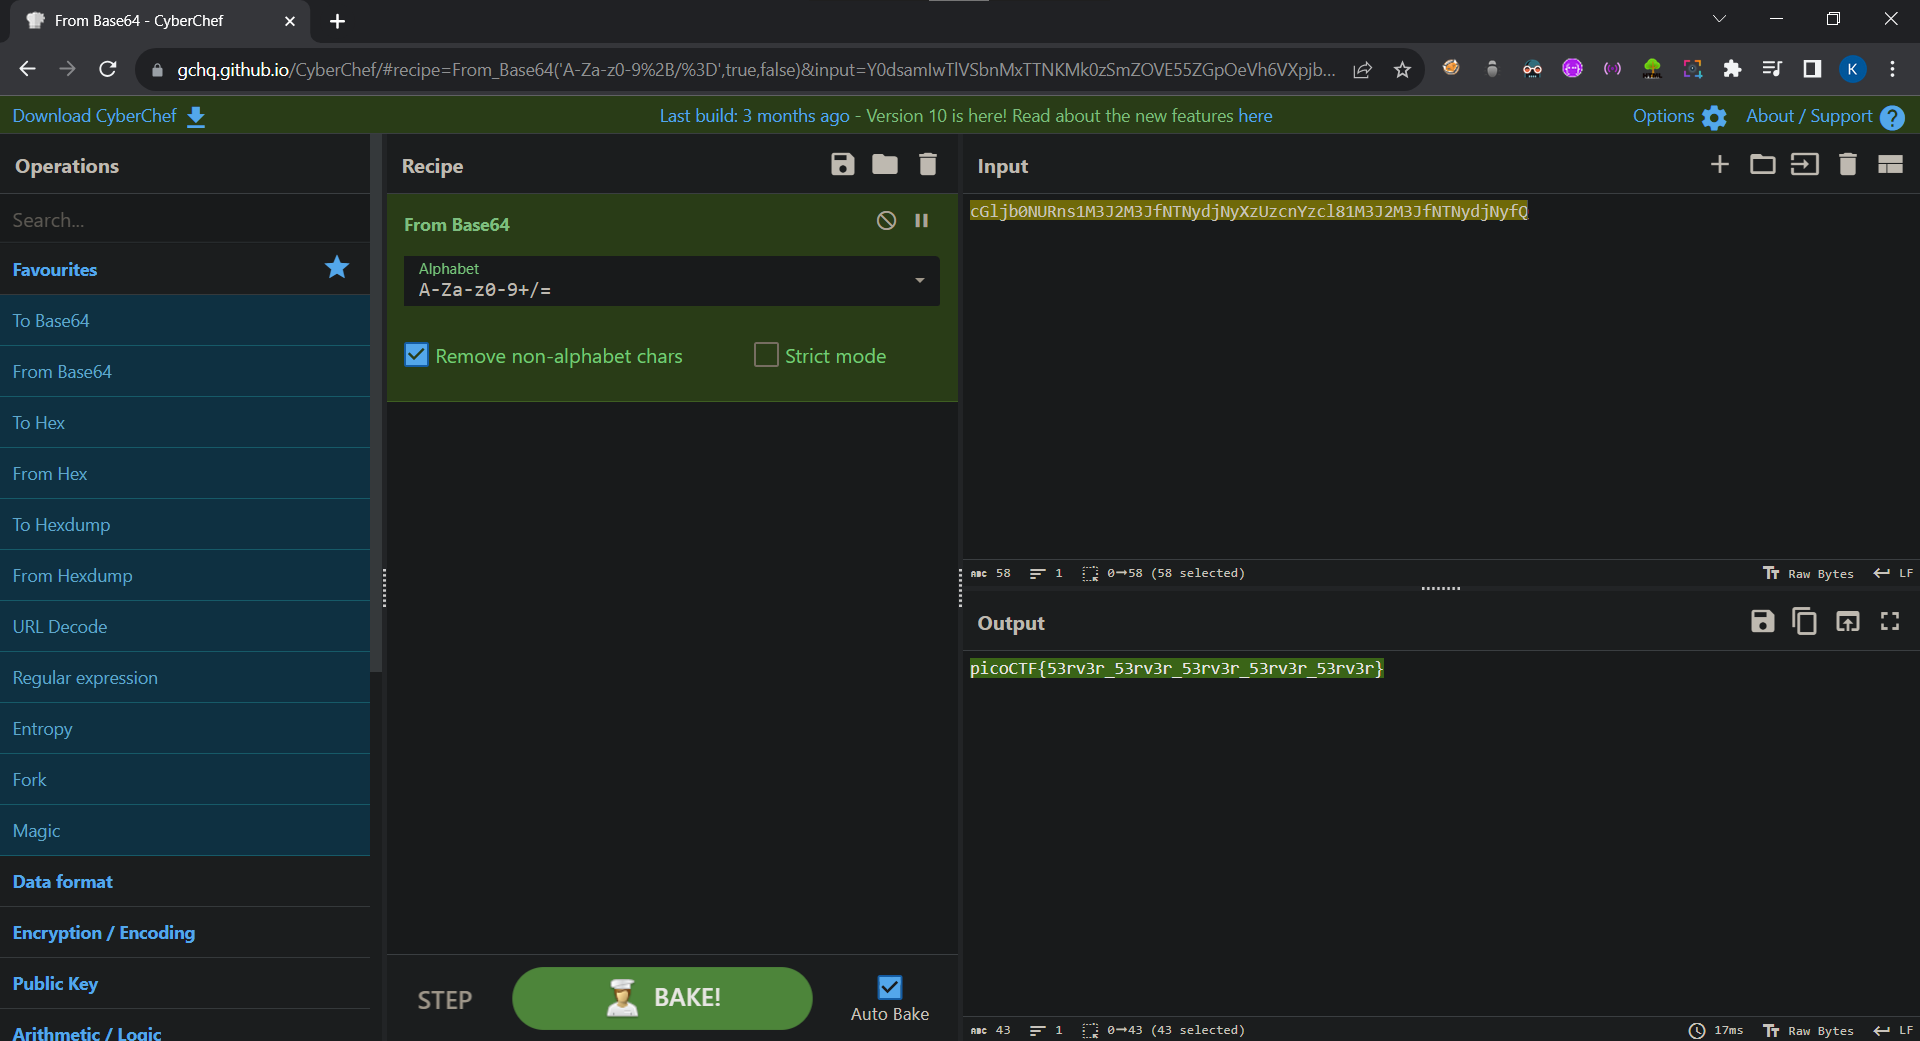 From Base64 - CyberChef
gchq.github.io/CyberChef/#recipe=From_Base64('A-Za-z0-9%2B/%3D',true,false)&input=Y0dsamIwTlVSbnMxTTNKMk0zSmZOVE55ZGpOeVh6VXpjb...
K
Download CyberChef
Last build: 3 months ago - Version 10 is here! Read about the new features here
Options
About / Support
?
Operations
Search...
Favourites
To Base64
From Base64
To Hex
From Hex
To Hexdump
From Hexdump
URL Decode
Regular expression
Entropy
Fork
Magic
Data format
Encryption / Encoding
Public Key
Arithmetic / Logic
Recipe
From Base64
Alphabet
A-Za-z0-9+/=
Remove non-alphabet chars
Strict mode
STEP
BAKE!
Auto Bake
Input
cGljb0NURns1M3J2M3JfNTNydjNyXzUzcnYzcl81M3J2M3JfNTNydjNyfQ
ABC 58
1
0→58 (58 selected)
Tт Raw Bytes
LF
Output
picoCTF{53rv3r_53rv3r_53rv3r_53rv3r_53rv3r}
ABC 43
1
0→43 (43 selected)
17ms
Tт Raw Bytes
LF